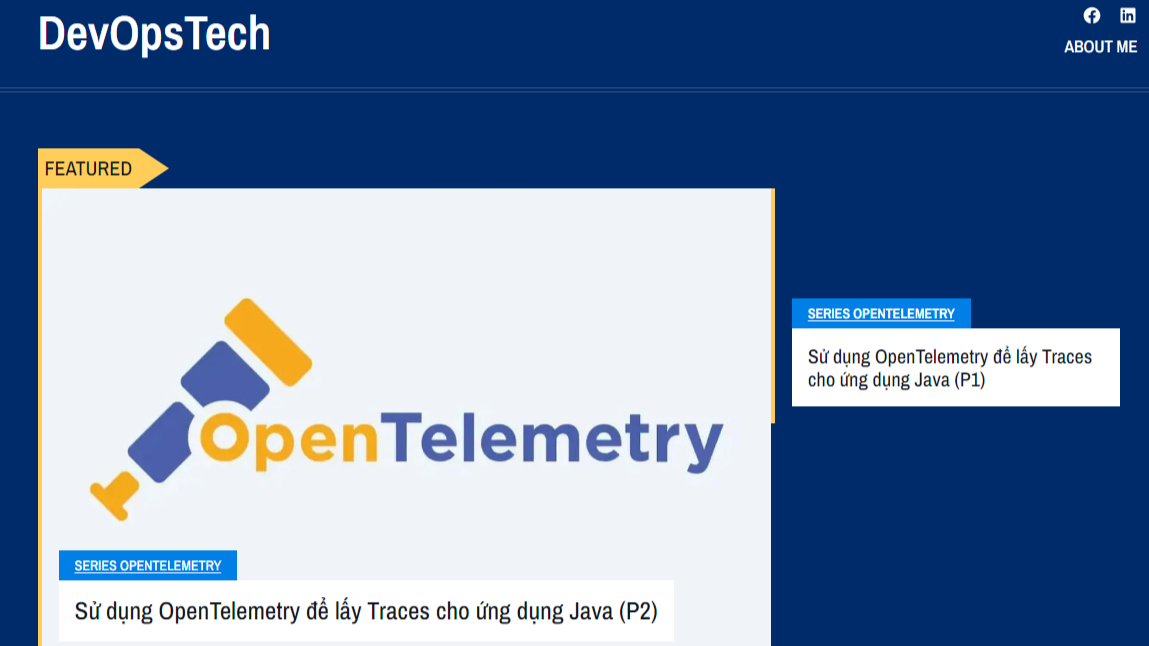 DevOpsTech
ABOUT ME
FEATURED
OpenTelemetry
SERIES OPENTELEMETRY
Sử dụng OpenTelemetry để lấy Traces cho ứng dụng Java (P2)
SERIES OPENTELEMETRY
Sử dụng OpenTelemetry để lấy Traces
cho ứng dụng Java (P1)